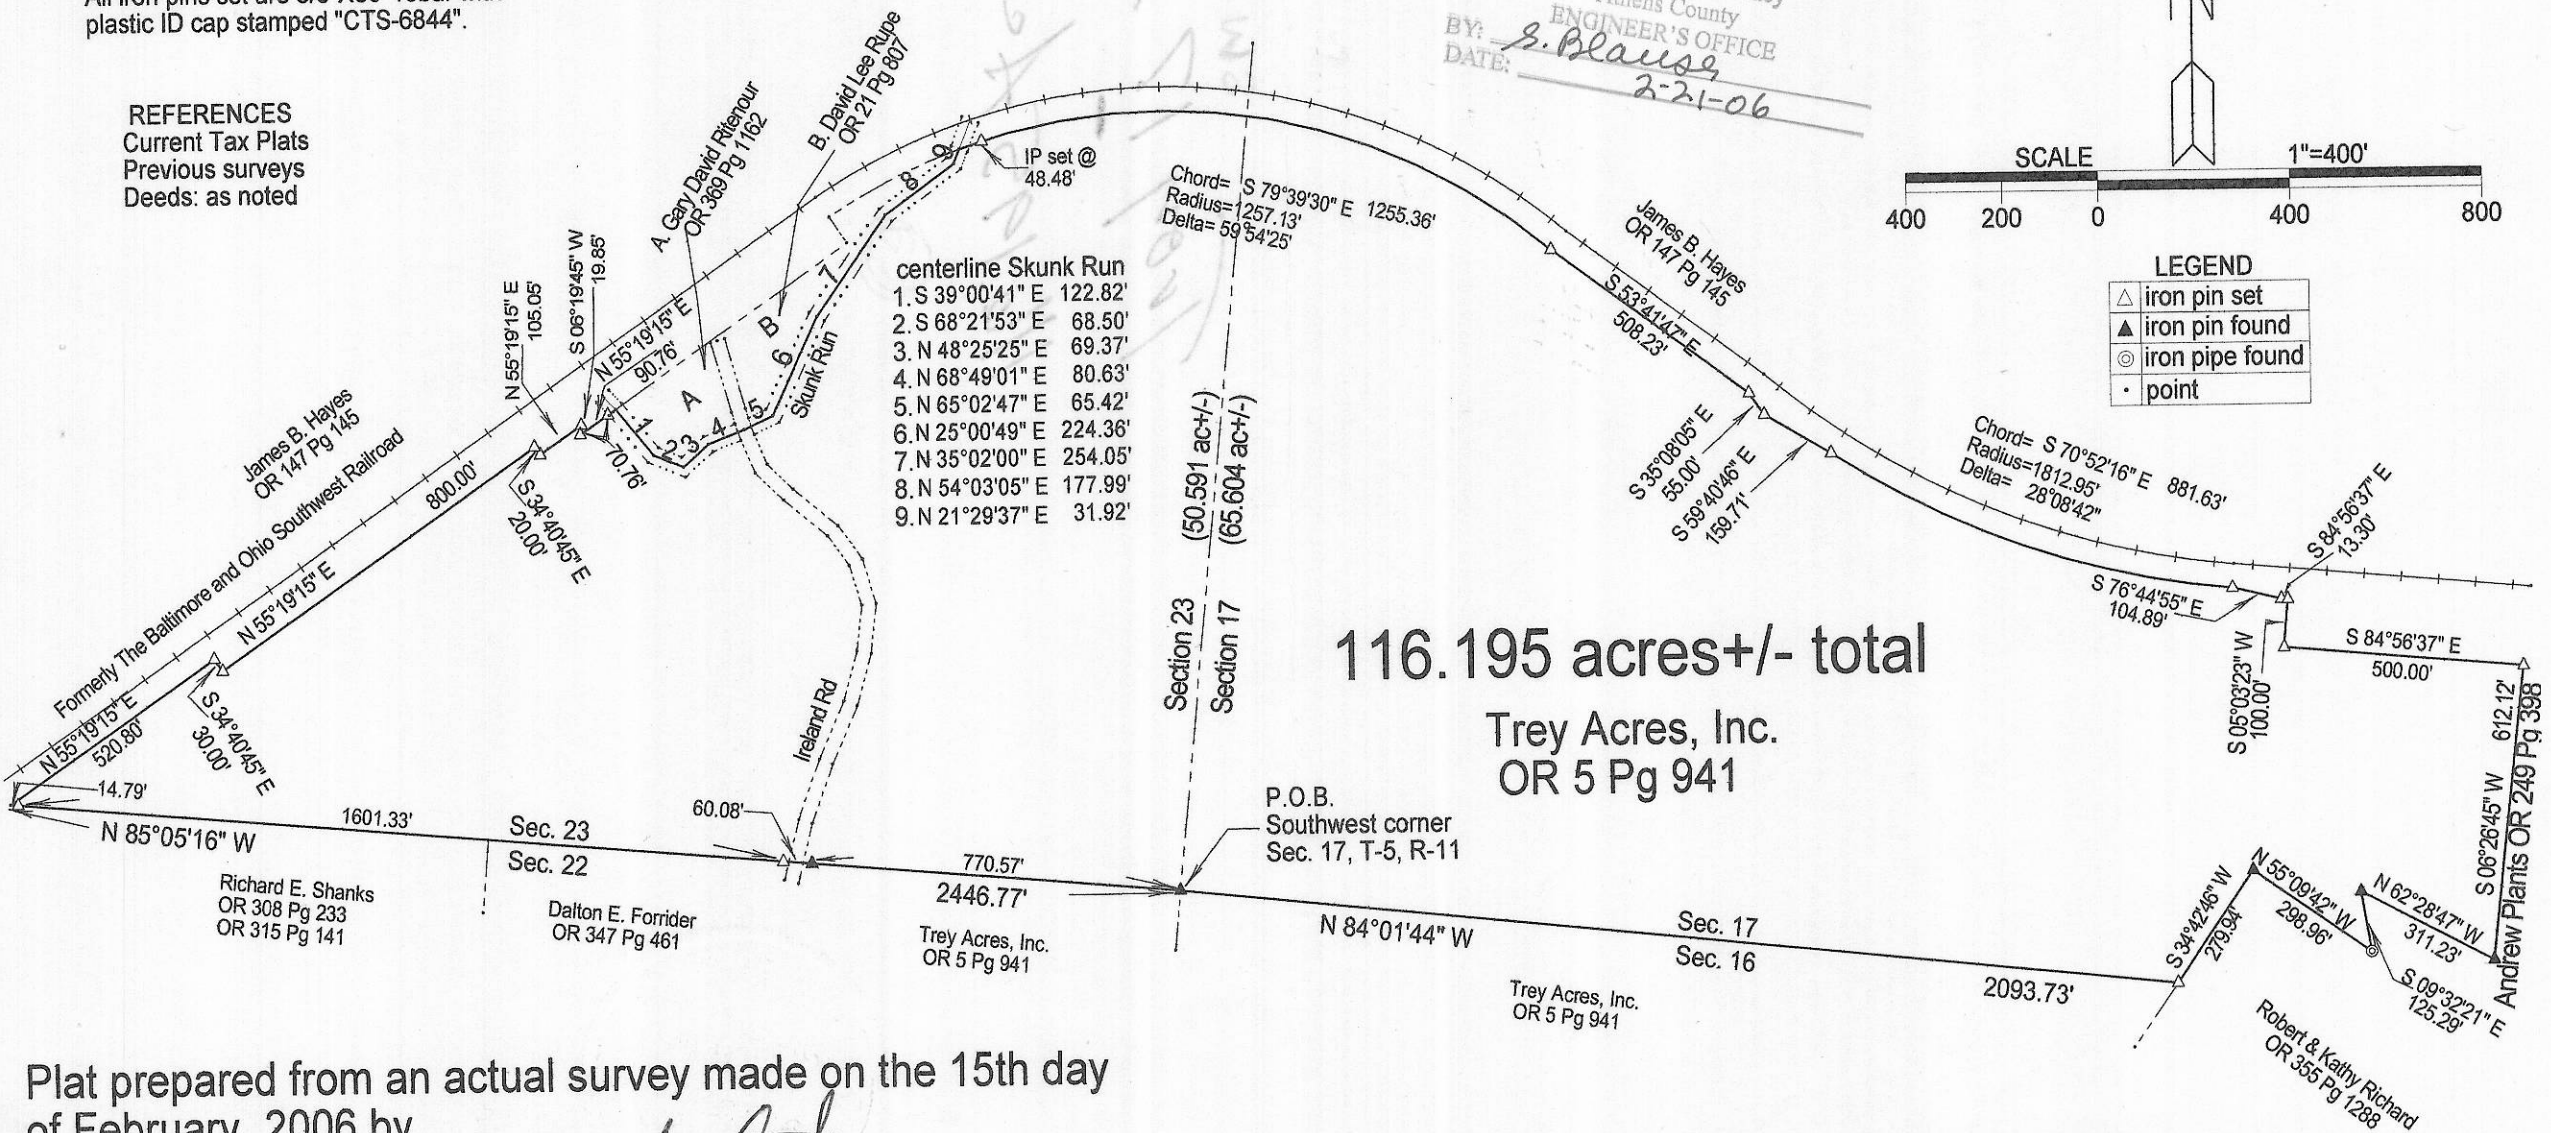 plastic ID cap stamped "CTS-6844".
REFERENCES
Current Tax Plats
Previous surveys
Deeds: as noted
County
ENGINEER'S OFFICE
BY: S. Blauser
DATE: 2-21-06
N
SCALE 1"=400'
400 200 0 400 800
LEGEND
iron pin set
iron pin found
iron pipe found
point
A. Gary David Ritenour
OR 369 Pg 1162
B. David Lee Rupe
OR 21 Pg 807
IP set @
48.48'
Chord= S 79°39'30" E 1255.36'
Radius=1257.13'
Delta= 59°54'25"
James B. Hayes
OR 147 Pg 145
S 53°41'47" E
508.23'
S 35°08'05" E
55.00'
S 59°40'46" E
159.71'
Chord= S 70°52'16" E 881.63'
Radius=1812.95'
Delta= 28°08'42"
S 84°56'37" E
13.30'
S 76°44'55" E
104.89'
S 05°03'23" W
100.00'
S 84°56'37" E
500.00'
S 06°26'45" W 612.12'
Andrew Plants OR 249 Pg 398
centerline Skunk Run
1. S 39°00'41" E 122.82'
2. S 68°21'53" E 68.50'
3. N 48°25'25" E 69.37'
4. N 68°49'01" E 80.63'
5. N 65°02'47" E 65.42'
6. N 25°00'49" E 224.36'
7. N 35°02'00" E 254.05'
8. N 54°03'05" E 177.99'
9. N 21°29'37" E 31.92'
1 2 3 4 5 6 7 8 9
A
B
Skunk Run
N 55°19'15" E
105.05'
S 06°19'45" W
19.85'
N 55°19'15" E
90.76'
70.76'
James B. Hayes
OR 147 Pg 145
Formerly The Baltimore and Ohio Southwest Railroad
800.00'
N 55°19'15" E
S 34°40'45" E
20.00'
N 55°19'15" E
520.80'
S 34°40'45" E
30.00'
14.79'
Ireland Rd
(50.591 ac+/-)
(65.604 ac+/-)
Section 23
Section 17
116.195 acres+/- total
Trey Acres, Inc.
OR 5 Pg 941
P.O.B.
Southwest corner
Sec. 17, T-5, R-11
60.08'
1601.33'
N 85°05'16" W
Sec. 23
Sec. 22
770.57'
2446.77'
Richard E. Shanks
OR 308 Pg 233
OR 315 Pg 141
Dalton E. Forrider
OR 347 Pg 461
Trey Acres, Inc.
OR 5 Pg 941
N 84°01'44" W
Sec. 17
Sec. 16
2093.73'
Trey Acres, Inc.
OR 5 Pg 941
S 34°42'46" W
279.94'
N 55°09'42" W
298.96'
N 62°28'47" W
311.23'
S 09°32'21" E
125.29'
Robert & Kathy Richard
OR 355 Pg 1288
Plat prepared from an actual survey made on the 15th day
of February, 2006 by